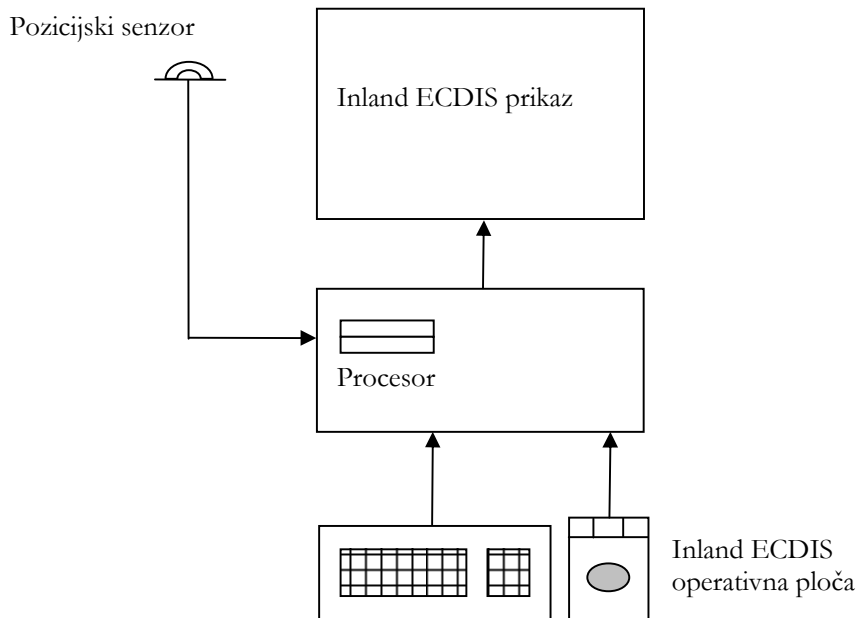 Pozicijski senzor
Inland ECDIS prikaz
Procesor
Inland ECDIS
operativna ploča